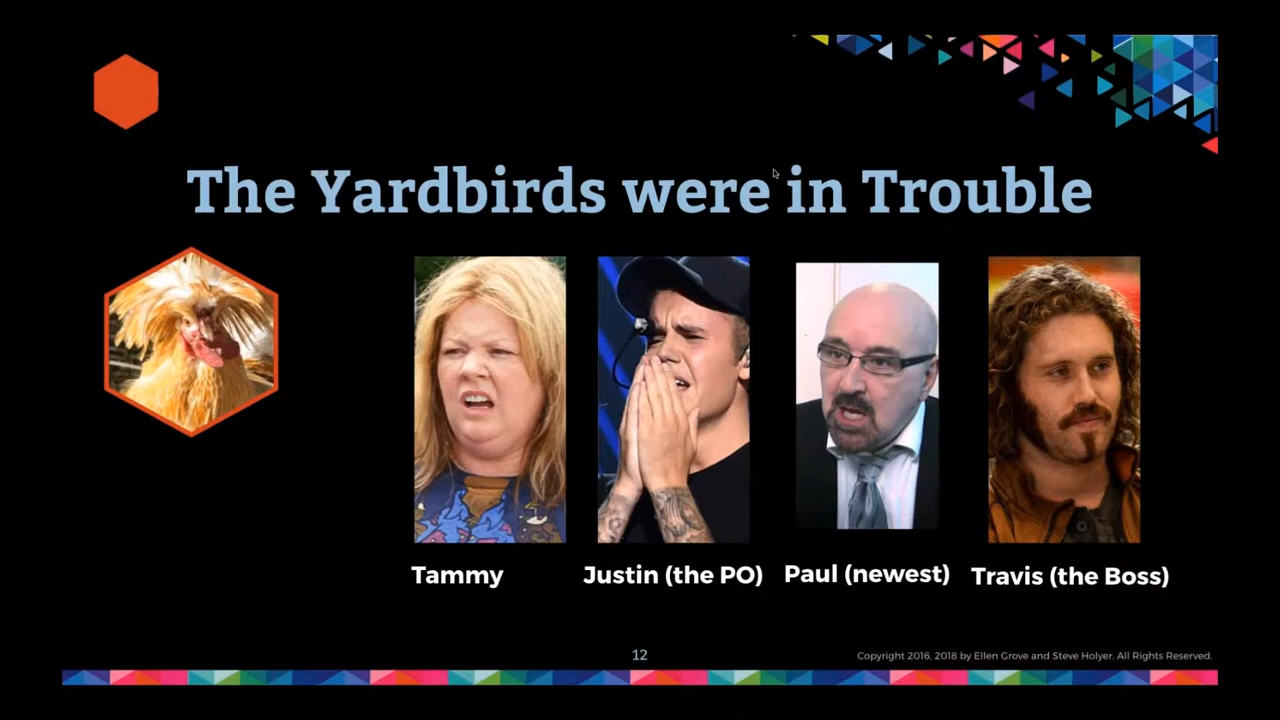 The Yardbirds were in Trouble
Tammy
Justin (the PO)
Paul (newest)
Travis (the Boss)
12
Copyright 2016, 2018 by Ellen Grove and Steve Holyer. All Rights Reserved.